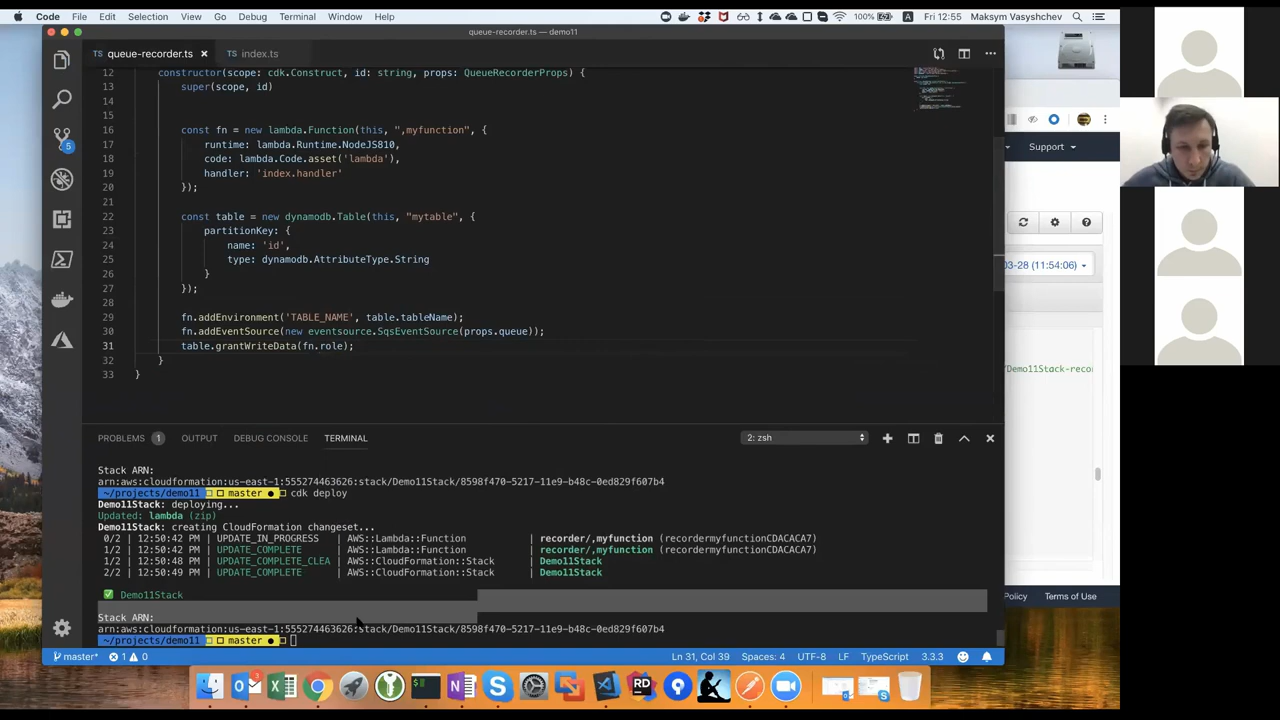 Code File Edit Selection View Go Debug Terminal Window Help 100% Fri 12:55 Maksym Vasyshchev
queue-recorder.ts — demo11
TS queue-recorder.ts TS index.ts
12 constructor(scope: cdk.Construct, id: string, props: QueueRecorderProps) {
13 super(scope, id)
14
15
16 const fn = new lambda.Function(this, ",myfunction", {
17 runtime: lambda.Runtime.NodeJS810,
18 code: lambda.Code.asset('lambda'),
19 handler: 'index.handler'
20 });
21
22 const table = new dynamodb.Table(this, "mytable", {
23 partitionKey: {
24 name: 'id',
25 type: dynamodb.AttributeType.String
26 }
27 });
28
29 fn.addEnvironment('TABLE_NAME', table.tableName);
30 fn.addEventSource(new eventsource.SqsEventSource(props.queue));
31 table.grantWriteData(fn.role);
32 }
33 }
5
PROBLEMS 1 OUTPUT DEBUG CONSOLE TERMINAL 2: zsh
Stack ARN:
arn:aws:cloudformation:us-east-1:555274463626:stack/Demo11Stack/8598f470-5217-11e9-b48c-0ed829f607b4
~/projects/demo11 master ● cdk deploy
Demo11Stack: deploying...
Updated: lambda (zip)
Demo11Stack: creating CloudFormation changeset...
0/2 | 12:50:42 PM | UPDATE_IN_PROGRESS | AWS::Lambda::Function | recorder/,myfunction (recordermyfunctionCDACACA7)
1/2 | 12:50:42 PM | UPDATE_COMPLETE | AWS::Lambda::Function | recorder/,myfunction (recordermyfunctionCDACACA7)
1/2 | 12:50:48 PM | UPDATE_COMPLETE_CLEA | AWS::CloudFormation::Stack | Demo11Stack
2/2 | 12:50:49 PM | UPDATE_COMPLETE | AWS::CloudFormation::Stack | Demo11Stack
✅ Demo11Stack
Stack ARN:
arn:aws:cloudformation:us-east-1:555274463626:stack/Demo11Stack/8598f470-5217-11e9-b48c-0ed829f607b4
~/projects/demo11 master ●
master* 1 0 Ln 31, Col 39 Spaces: 4 UTF-8 LF TypeScript 3.3.3
Support
03-28 (11:54:06)
/Demo11Stack-recor
Policy Terms of Use